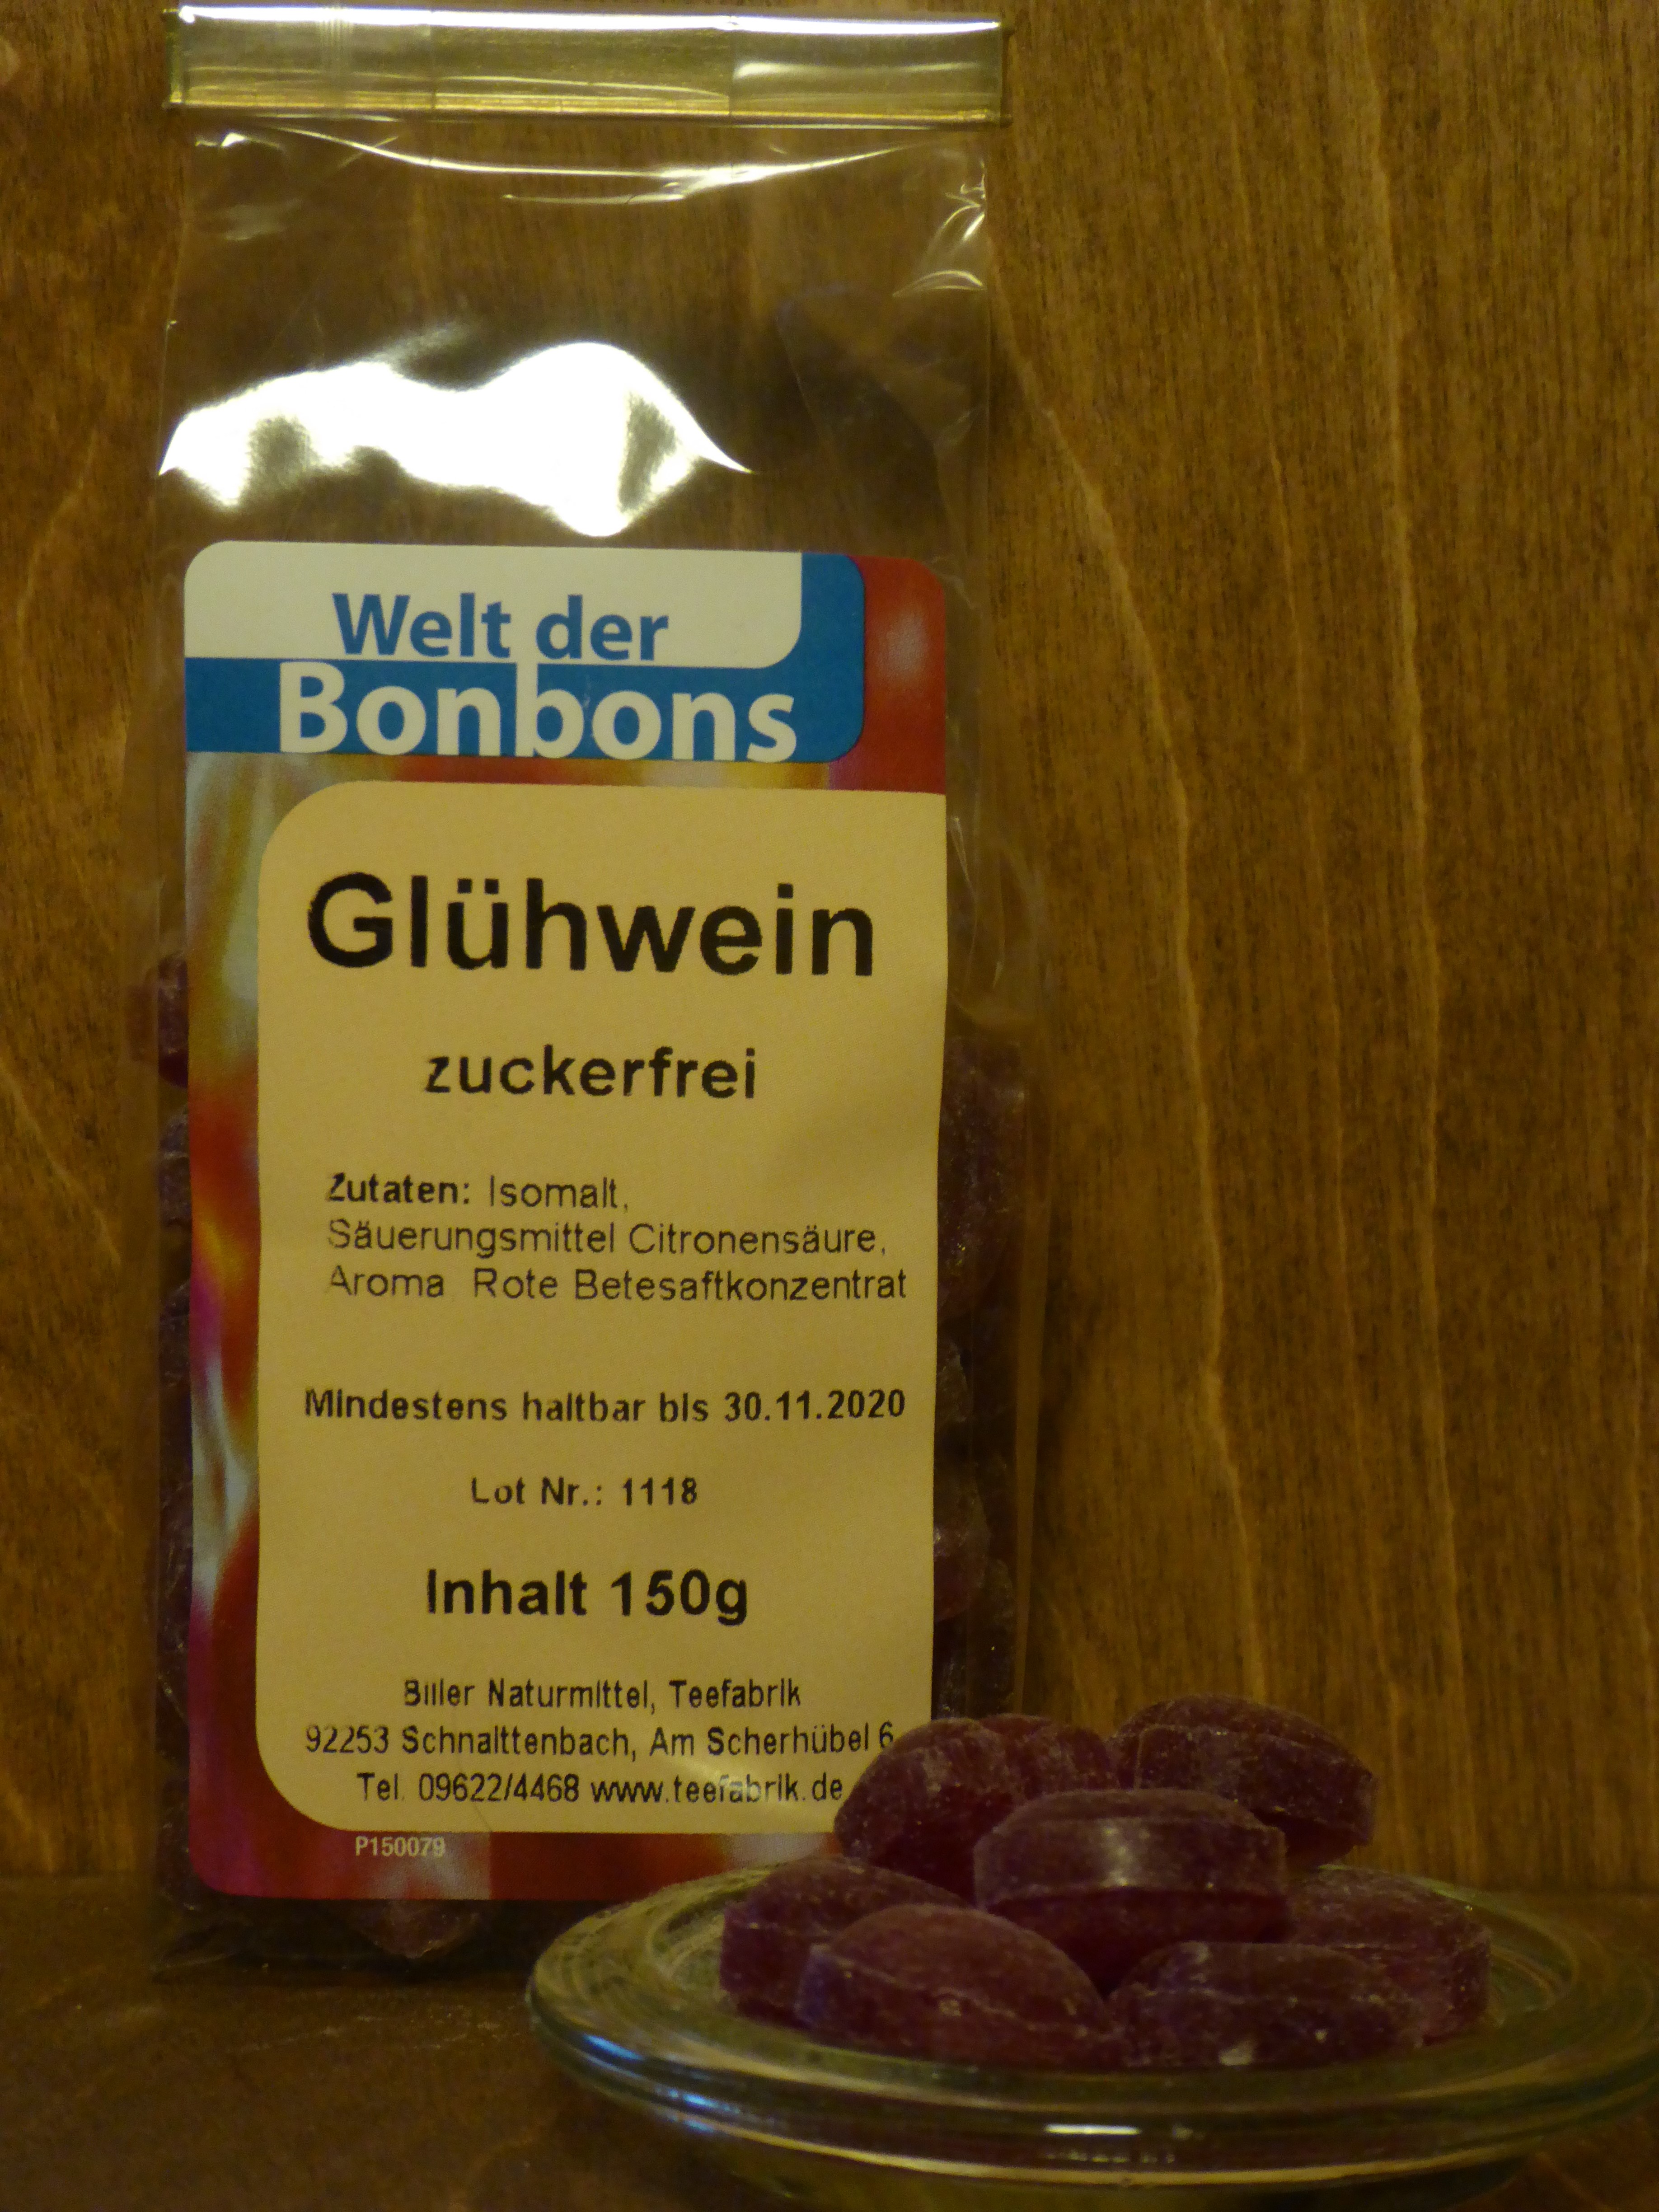 Welt der
Bonbons
Glühwein
zuckerfrei
Zutaten: Isomalt,
Säuerungsmittel Citronensäure,
Aroma Rote Betesaftkonzentrat
Mindestens haltbar bis 30.11.2020
Lot Nr.: 1118
Inhalt 150g
Biller Naturmittel, Teefabrik
92253 Schnaittenbach, Am Scherhübel 6
Tel. 09622/4468 www.teefabrik.de
P150079